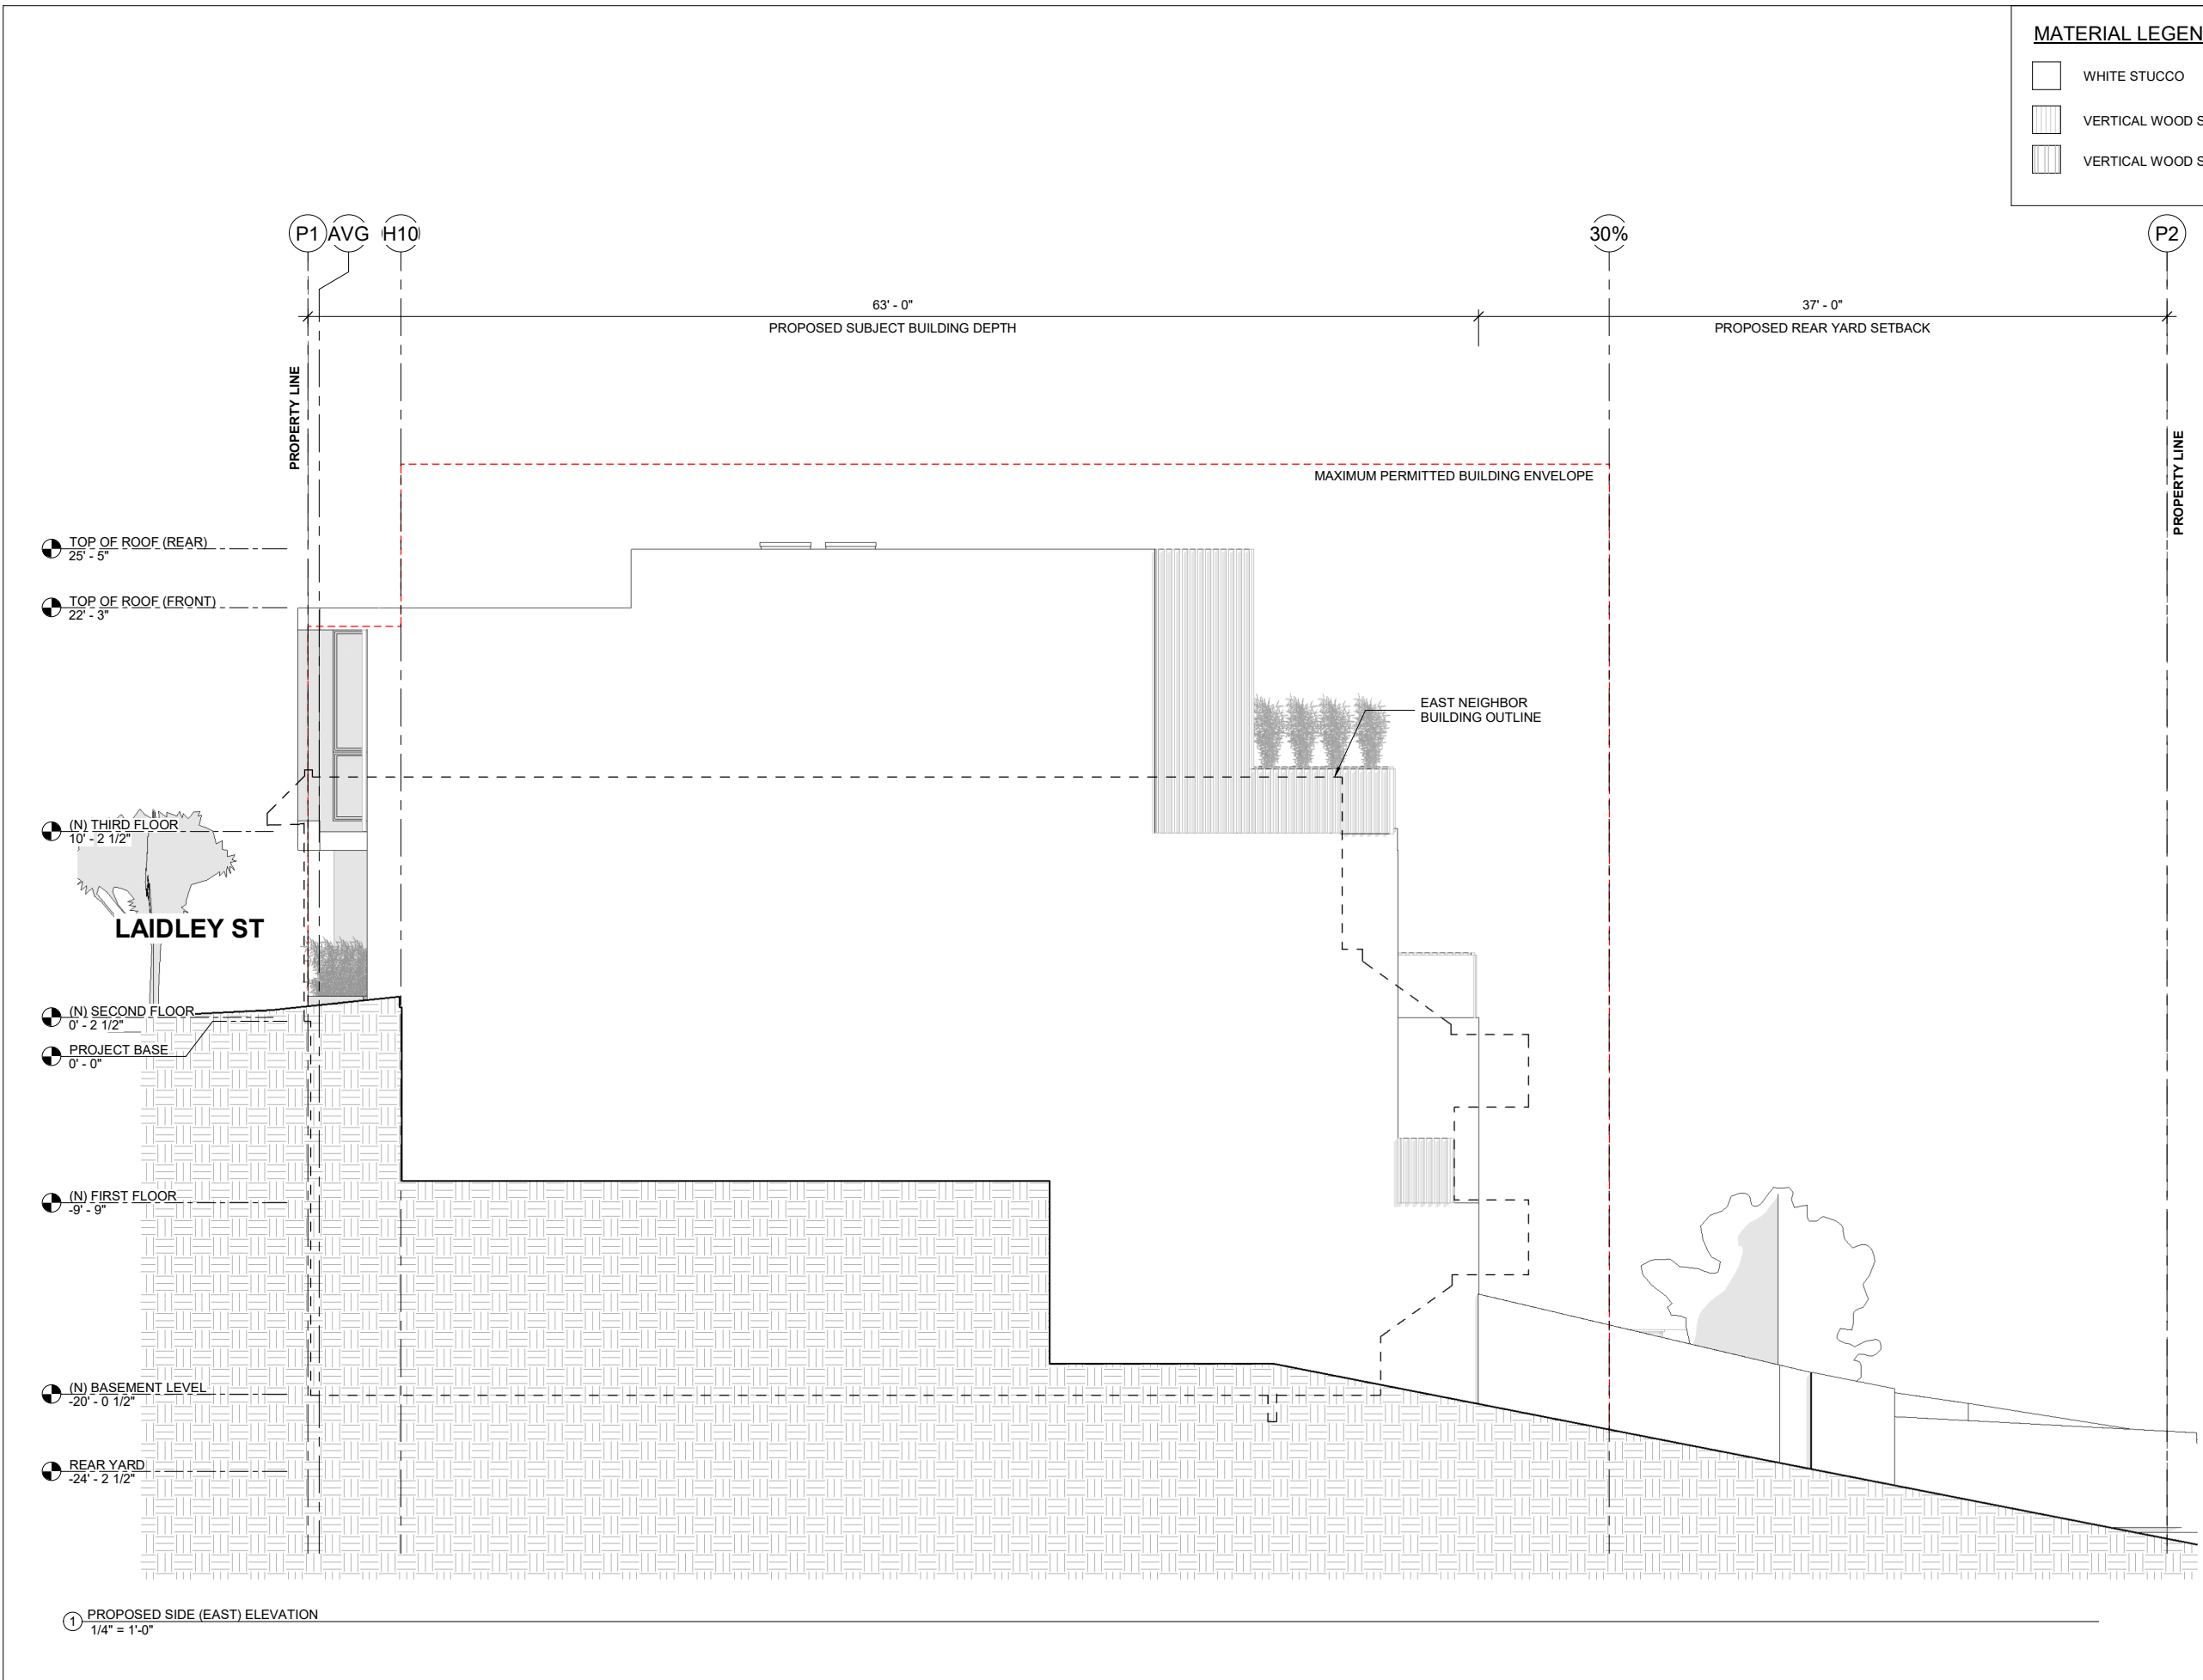 MATERIAL LEGEN
WHITE STUCCO
VERTICAL WOOD S
VERTICAL WOOD S
P1
AVG
H10
30%
P2
63' - 0"
PROPOSED SUBJECT BUILDING DEPTH
37' - 0"
PROPOSED REAR YARD SETBACK
PROPERTY LINE
PROPERTY LINE
MAXIMUM PERMITTED BUILDING ENVELOPE
TOP OF ROOF (REAR)
25' - 5"
TOP OF ROOF (FRONT)
22' - 3"
EAST NEIGHBOR
BUILDING OUTLINE
(N) THIRD FLOOR
10' - 2 1/2"
LAIDLEY ST
(N) SECOND FLOOR
0' - 2 1/2"
PROJECT BASE
0' - 0"
(N) FIRST FLOOR
-9' - 9"
(N) BASEMENT LEVEL
-20' - 0 1/2"
REAR YARD
-24' - 2 1/2"
1 PROPOSED SIDE (EAST) ELEVATION
1/4" = 1'-0"